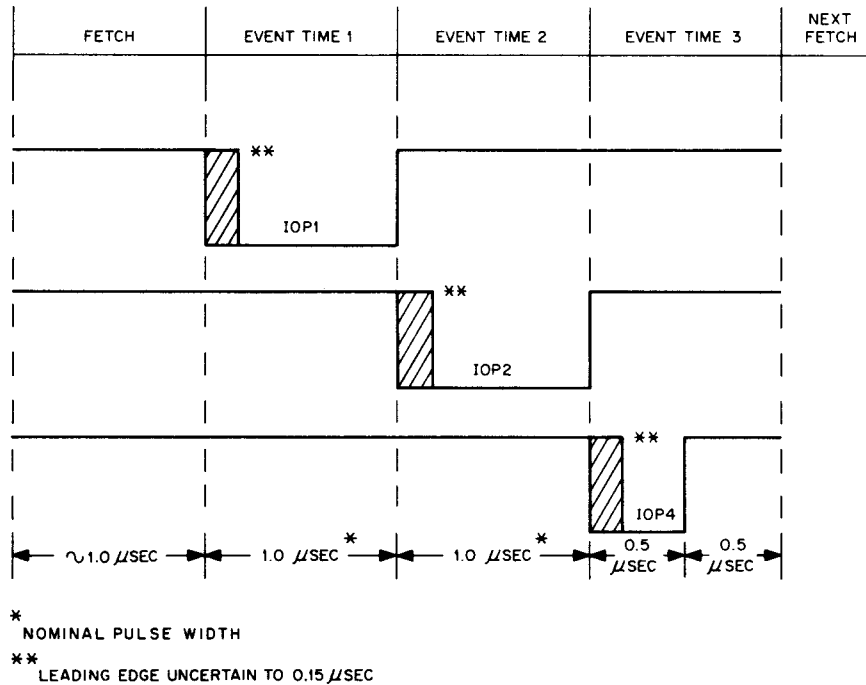 FETCH
EVENT TIME 1
EVENT TIME 2
EVENT TIME 3
NEXT
FETCH
**
IOP1
**
IOP2
**
IOP4
~1.0 μSEC
1.0 μSEC *
1.0 μSEC *
0.5
μSEC
0.5
μSEC
* NOMINAL PULSE WIDTH
** LEADING EDGE UNCERTAIN TO 0.15 μSEC